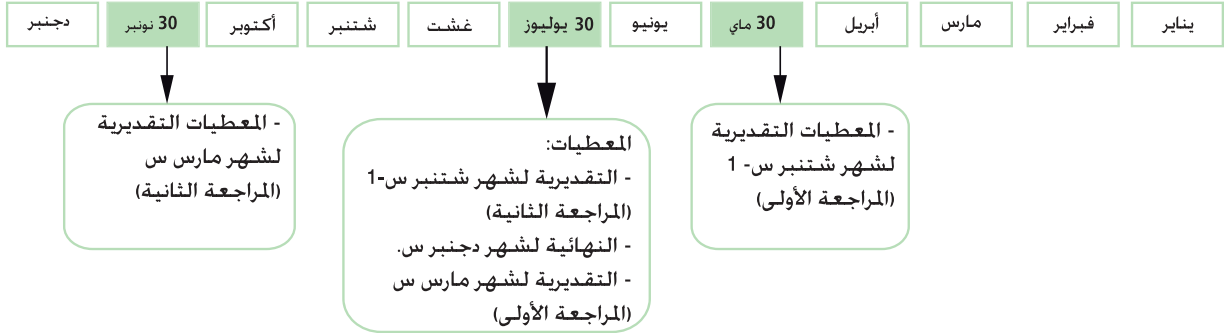 يناير
فبراير
مارس
أبريل
30 ماي
يونيو
30 يوليوز
غشت
شتنبر
أكتوبر
30 نونبر
دجنبر
- المعطيات التقديرية
لشهر شتنبر س- 1
(المراجعة الأولى)
المعطيات:
- التقديرية لشهر شتنبر س-1
(المراجعة الثانية)
- النهائية لشهر دجنبر س.
- التقديرية لشهر مارس س
(المراجعة الأولى)
- المعطيات التقديرية
لشهر مارس س
(المراجعة الثانية)